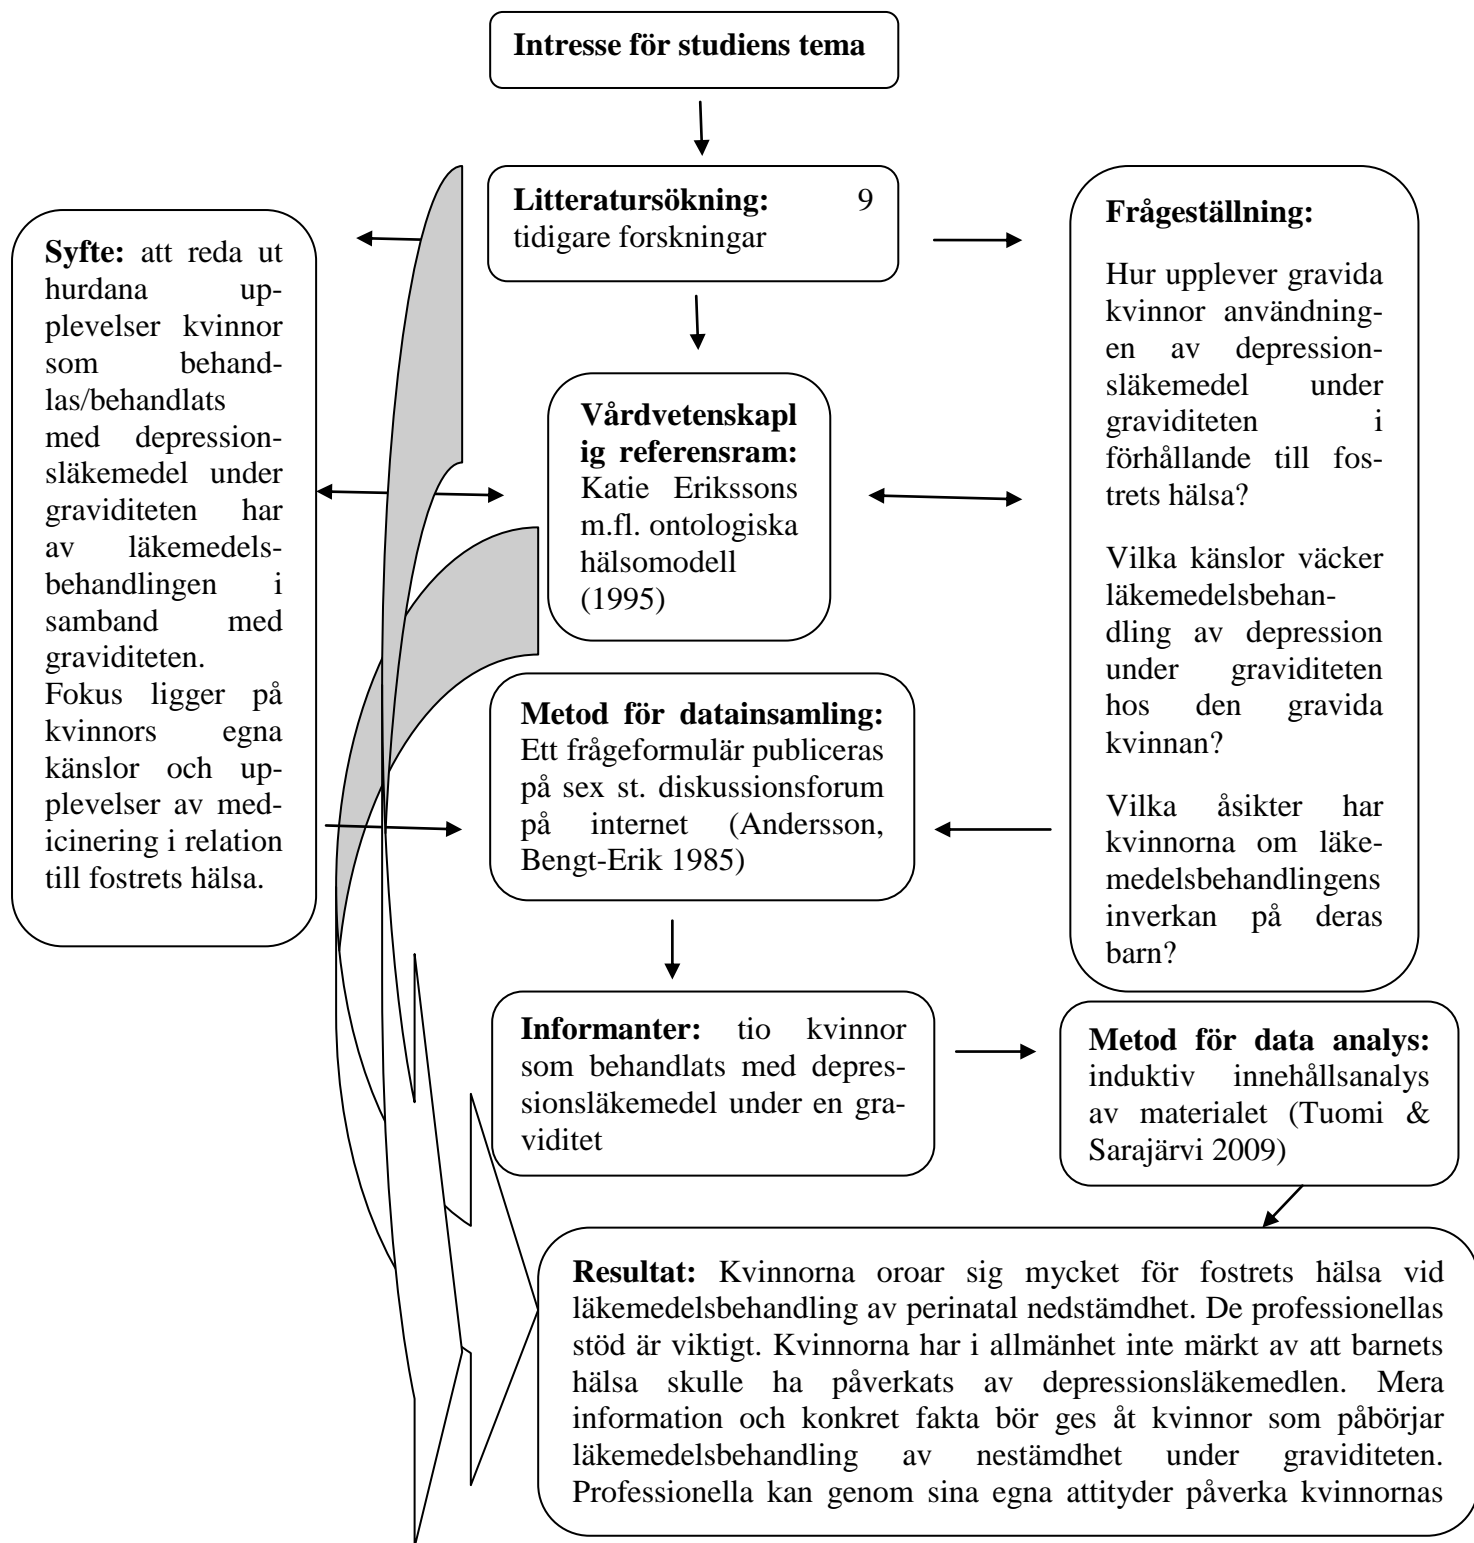 Intresse för studiens tema
Litteratursökning: 9
tidigare forskningar
Syfte: att reda ut
hurdana up-
plevelser kvinnor
som behand-
las/behandlats
med depression-
släkemedel under
graviditeten har
av läkemedels-
behandlingen i
samband med
graviditeten.
Fokus ligger på
kvinnors egna
känslor och up-
plevelser av med-
icinering i relation
till fostrets hälsa.
Vårdvetenskapl
ig referensram:
Katie Erikssons
m.fl. ontologiska
hälsomodell
(1995)
Frågeställning:
Hur upplever gravida
kvinnor användning-
en av depression-
släkemedel under
graviditeten i
förhållande till fos-
trets hälsa?
Vilka känslor väcker
läkemedelsbehan-
dling av depression
under graviditeten
hos den gravida
kvinnan?
Vilka åsikter har
kvinnorna om läke-
medelsbehandlingens
inverkan på deras
barn?
Metod för datainsamling:
Ett frågeformulär publiceras
på sex st. diskussionsforum
på internet (Andersson,
Bengt-Erik 1985)
Informanter: tio kvinnor
som behandlats med depres-
sionsläkemedel under en gra-
viditet
Metod för data analys:
induktiv innehållsanalys
av materialet (Tuomi &
Sarajärvi 2009)
Resultat: Kvinnorna oroar sig mycket för fostrets hälsa vid
läkemedelsbehandling av perinatal nedstämdhet. De professionellas
stöd är viktigt. Kvinnorna har i allmänhet inte märkt av att barnets
hälsa skulle ha påverkats av depressionsläkemedlen. Mera
information och konkret fakta bör ges åt kvinnor som påbörjar
läkemedelsbehandling av nestämdhet under graviditeten.
Professionella kan genom sina egna attityder påverka kvinnornas